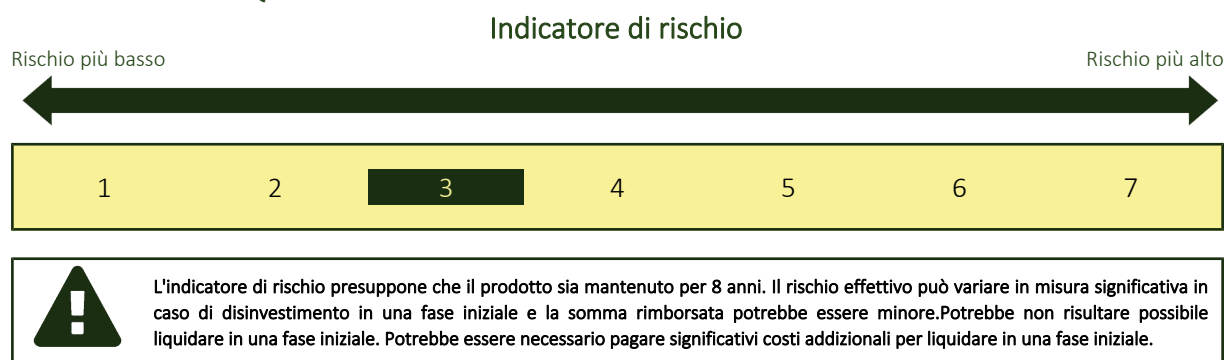 Indicatore di rischio
Rischio più basso
Rischio più alto
1 2 3 4 5 6 7
L'indicatore di rischio presuppone che il prodotto sia mantenuto per 8 anni. Il rischio effettivo può variare in misura significativa in
caso di disinvestimento in una fase iniziale e la somma rimborsata potrebbe essere minore.Potrebbe non risultare possibile
liquidare in una fase iniziale. Potrebbe essere necessario pagare significativi costi addizionali per liquidare in una fase iniziale.